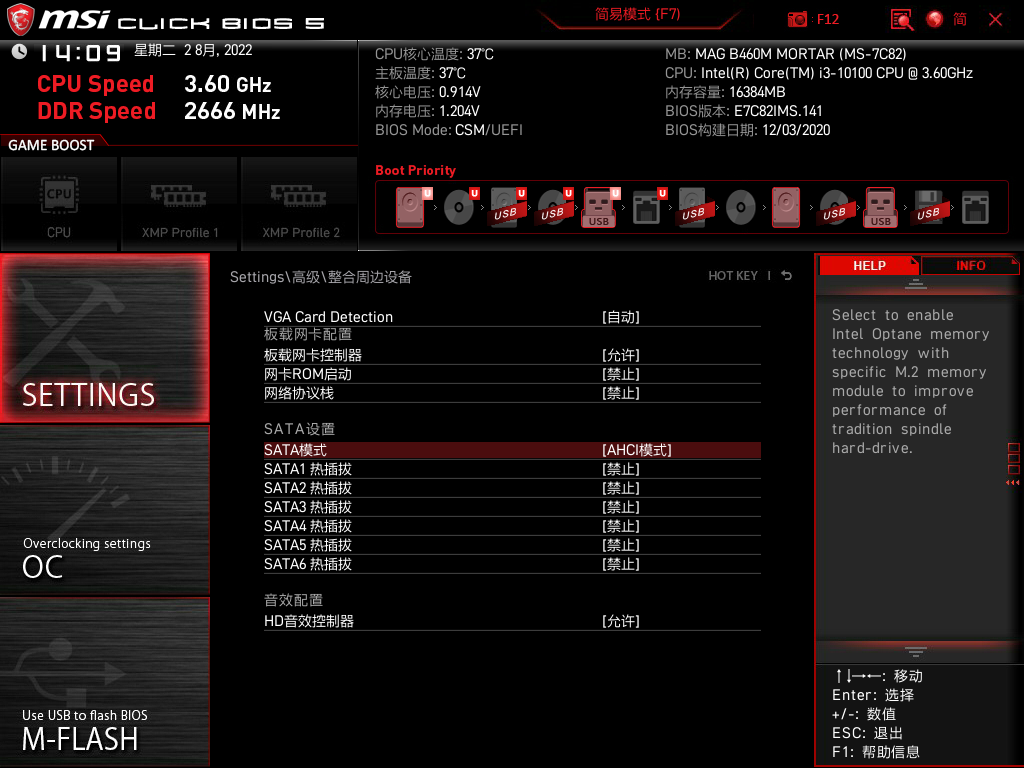 msi CLICK BIOS 5
简易模式 (F7)
: F12
简
14:09 星期二 2 8月, 2022
CPU Speed 3.60 GHz
DDR Speed 2666 MHz
CPU核心温度: 37℃
主板温度: 37℃
核心电压: 0.914V
内存电压: 1.204V
BIOS Mode: CSM/UEFI
MB: MAG B460M MORTAR (MS-7C82)
CPU: Intel(R) Core(TM) i3-10100 CPU @ 3.60GHz
内存容量: 16384MB
BIOS版本: E7C82IMS.141
BIOS构建日期: 12/03/2020
GAME BOOST
CPU
CPU
XMP Profile 1
XMP Profile 2
Boot Priority
U U U U U U
USB USB USB USB USB USB USB
SETTINGS
Overclocking settings
OC
Use USB to flash BIOS
M-FLASH
Settings\高级\整合周边设备
HOT KEY |
VGA Card Detection [自动]
板载网卡配置
板载网卡控制器 [允许]
网卡ROM启动 [禁止]
网络协议栈 [禁止]
SATA设置
SATA模式 [AHCI模式]
SATA1 热插拔 [禁止]
SATA2 热插拔 [禁止]
SATA3 热插拔 [禁止]
SATA4 热插拔 [禁止]
SATA5 热插拔 [禁止]
SATA6 热插拔 [禁止]
音效配置
HD音效控制器 [允许]
HELP INFO
Select to enable
Intel Optane memory
technology with
specific M.2 memory
module to improve
performance of
tradition spindle
hard-drive.
↑↓→←: 移动
Enter: 选择
+/-: 数值
ESC: 退出
F1: 帮助信息